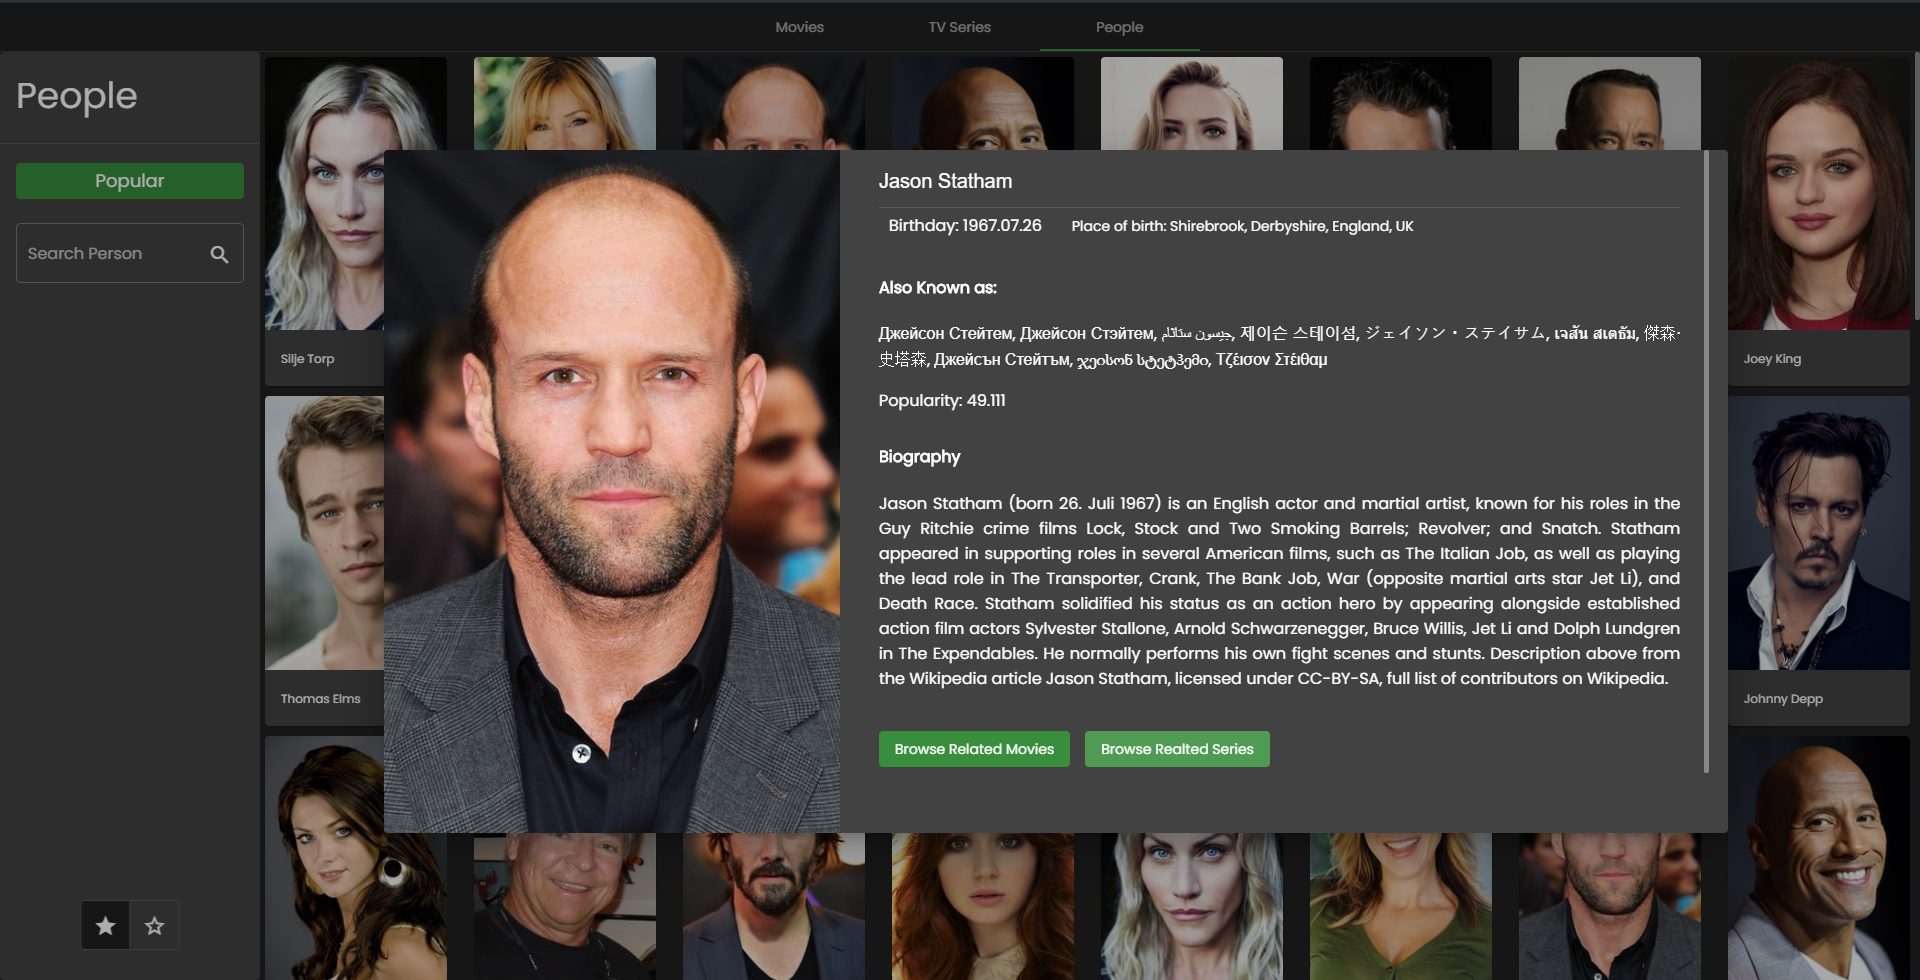 Movies
TV Series
People
People
Popular
Search Person
Silje Torp
Thomas Elms
Joey King
Johnny Depp
Jason Statham
Birthday: 1967.07.26
Place of birth: Shirebrook, Derbyshire, England, UK
Also Known as:
Джейсон Стейтем, Джейсон Стэйтем, جيسون ستاثام, 제이슨 스테이섬, ジェイソン・ステイサム, เจสัน สเตธัม, 傑森·
史塔森, Джейсън Стейтъм, ჯეისონ სტეტჰემი, Τζέισον Στέιθαμ
Popularity: 49.111
Biography
Jason Statham (born 26. Juli 1967) is an English actor and martial artist, known for his roles in the
Guy Ritchie crime films Lock, Stock and Two Smoking Barrels; Revolver; and Snatch. Statham
appeared in supporting roles in several American films, such as The Italian Job, as well as playing
the lead role in The Transporter, Crank, The Bank Job, War (opposite martial arts star Jet Li), and
Death Race. Statham solidified his status as an action hero by appearing alongside established
action film actors Sylvester Stallone, Arnold Schwarzenegger, Bruce Willis, Jet Li and Dolph Lundgren
in The Expendables. He normally performs his own fight scenes and stunts. Description above from
the Wikipedia article Jason Statham, licensed under CC-BY-SA, full list of contributors on Wikipedia.
Browse Related Movies
Browse Realted Series